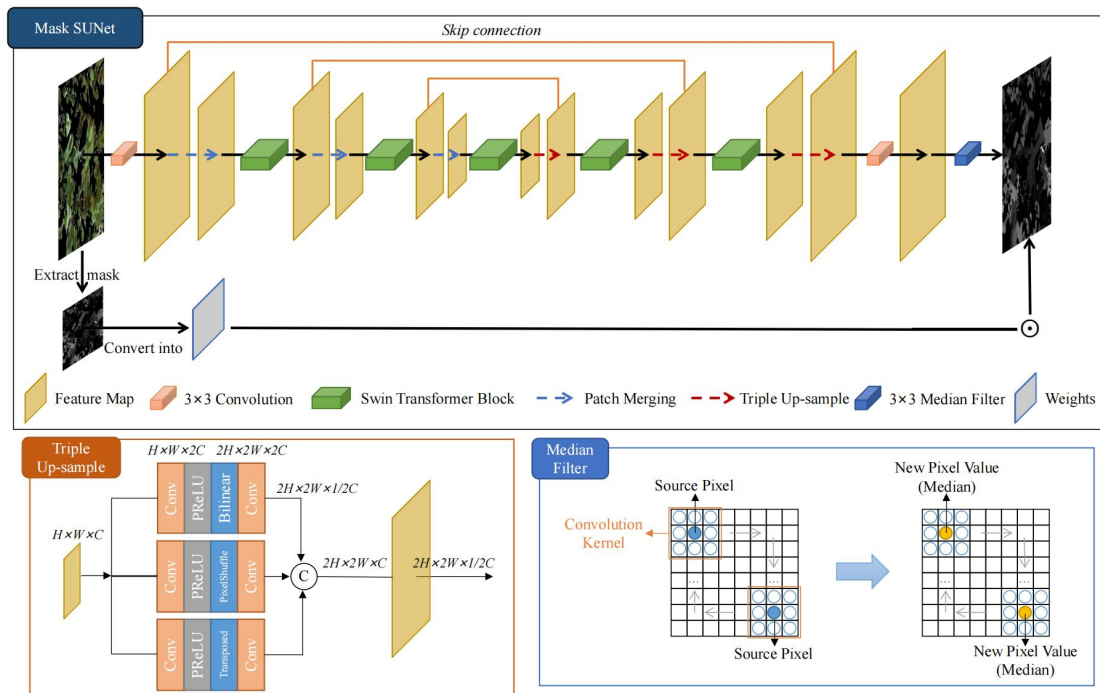 Mask SUNet
Skip connection
Extract mask
Convert into
Feature Map
3×3 Convolution
Swin Transformer Block
Patch Merging
Triple Up-sample
3×3 Median Filter
Weights
Triple
Up-sample
H×W×2C
2H×2W×2C
Conv
PReLU
Bilinear
Conv
2H×2W×1/2C
H×W×C
Conv
PReLU
PixelShuffle
Conv
C
2H×2W×C
2H×2W×1/2C
Conv
PReLU
Transposed
Conv
Median
Filter
Source Pixel
Convolution
Kernel
...
...
Source Pixel
New Pixel Value
(Median)
...
...
New Pixel Value
(Median)